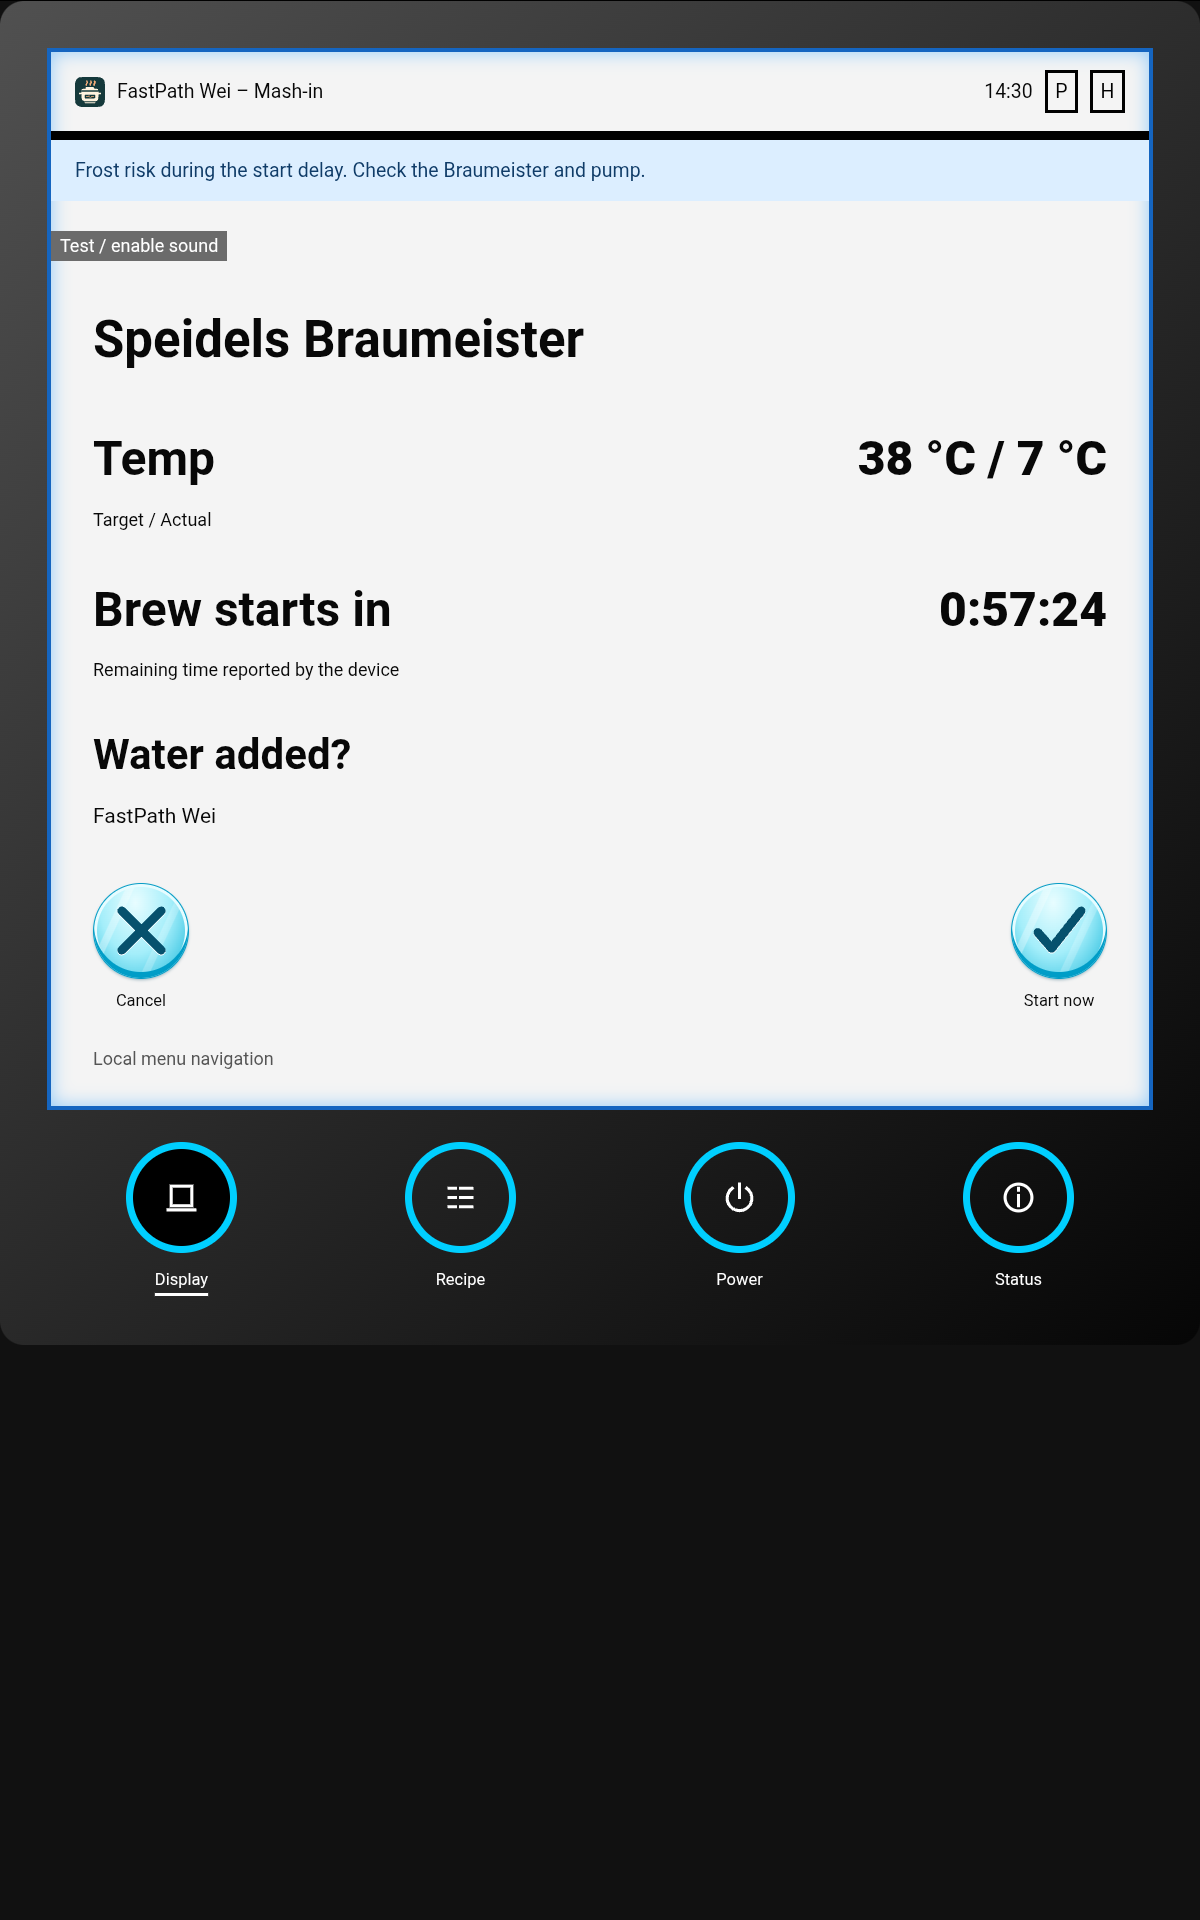 FastPath Wei – Mash-in
14:30 P H
Frost risk during the start delay. Check the Braumeister and pump.
Test / enable sound
Speidels Braumeister
Temp 38 °C / 7 °C
Target / Actual
Brew starts in 0:57:24
Remaining time reported by the device
Water added?
FastPath Wei
Cancel Start now
Local menu navigation
Display Recipe Power Status